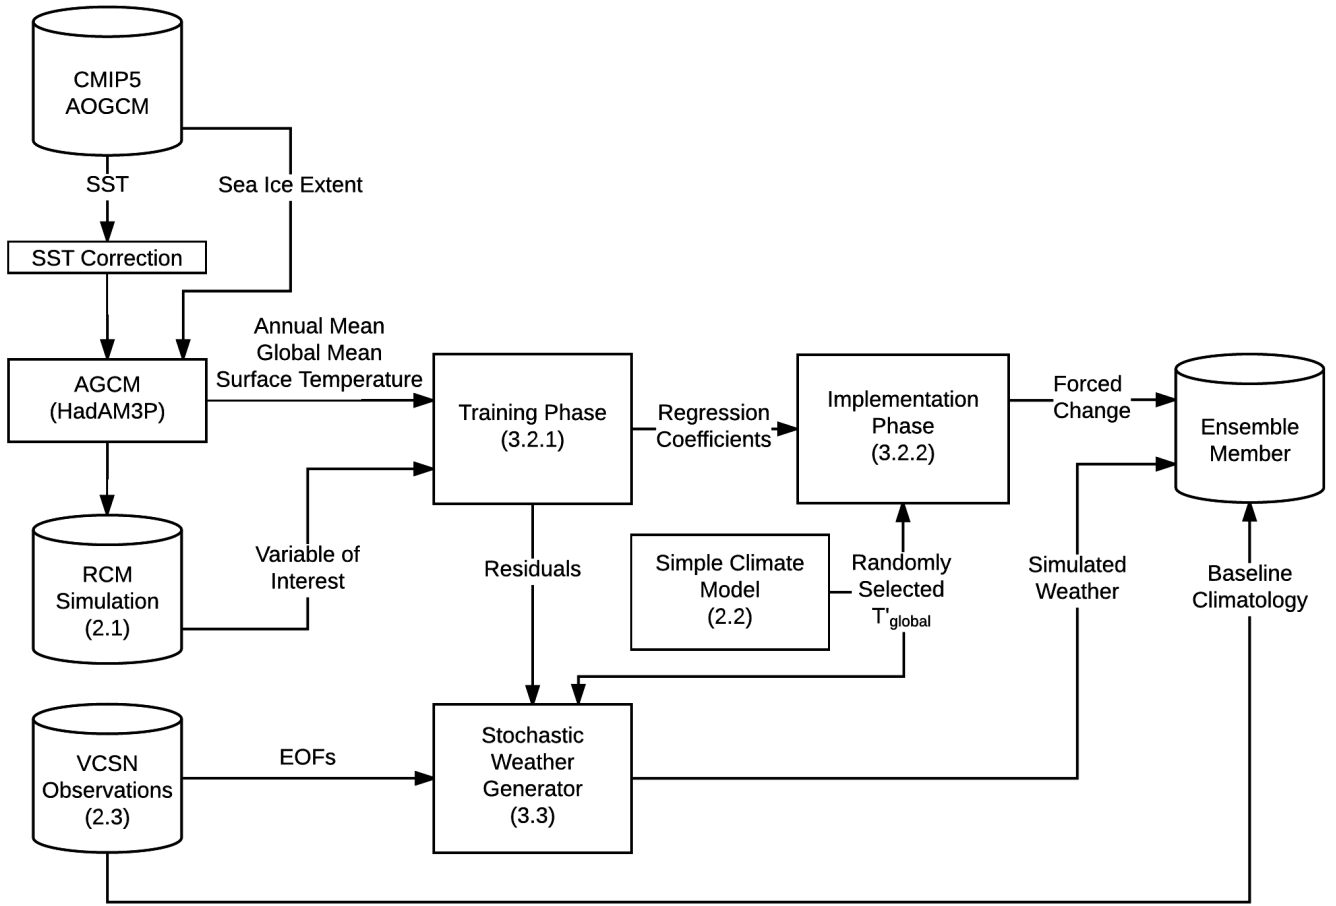 CMIP5
AOGCM
SST
Sea Ice Extent
SST Correction
Annual Mean
Global Mean
Surface Temperature
AGCM
(HadAM3P)
Training Phase
(3.2.1)
Regression
Coefficients
Implementation
Phase
(3.2.2)
Forced
Change
Ensemble
Member
RCM
Simulation
(2.1)
Variable of
Interest
Residuals
Simple Climate
Model
(2.2)
Randomly
Selected
T'global
Simulated
Weather
Baseline
Climatology
VCSN
Observations
(2.3)
EOFs
Stochastic
Weather
Generator
(3.3)